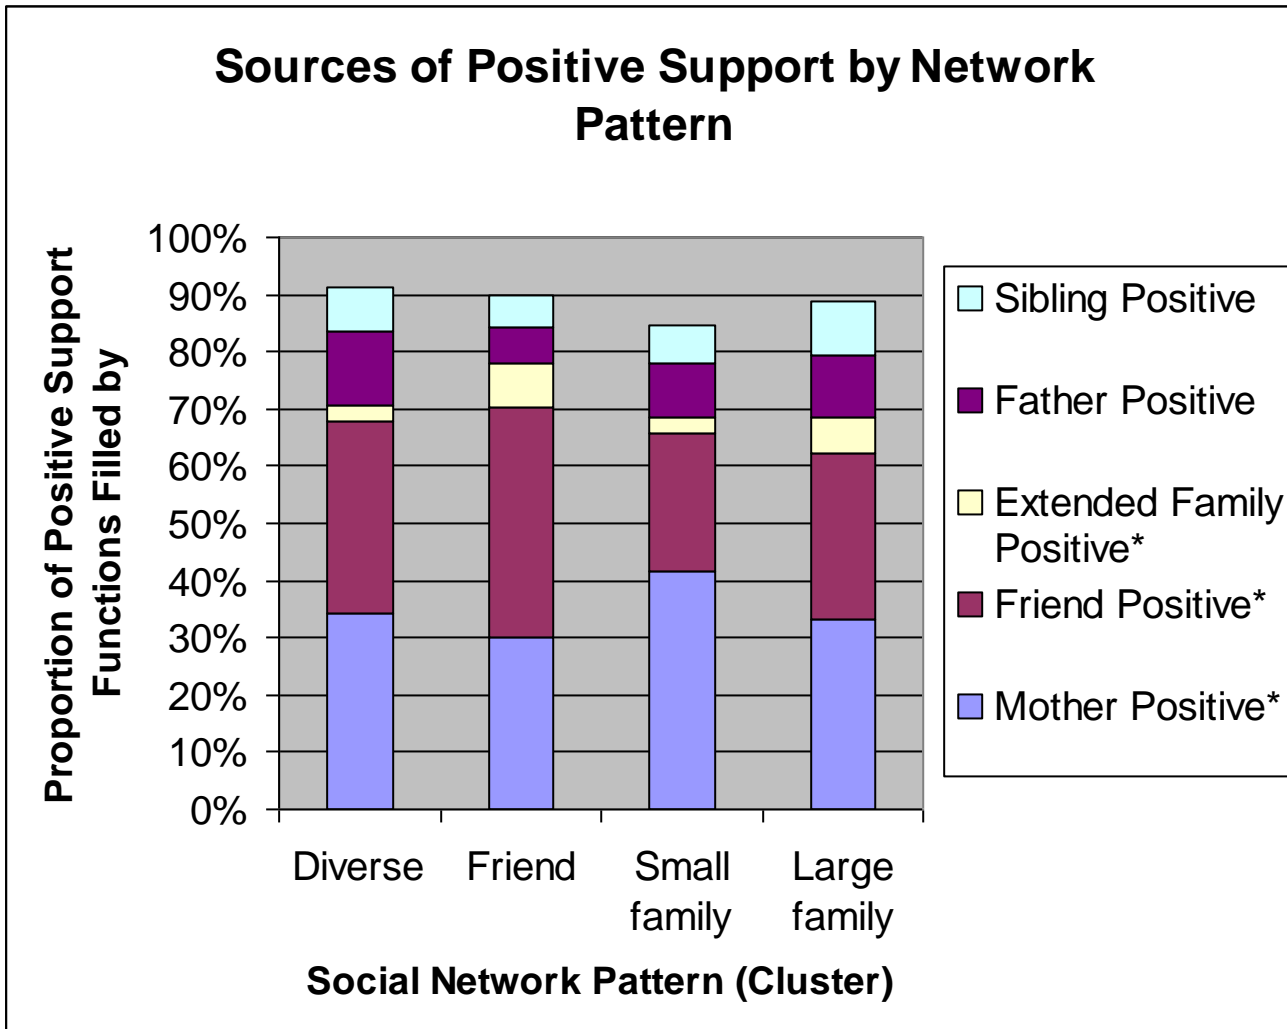 Sources of Positive Support by Network
Pattern
Proportion of Positive Support
Functions Filled by
100%
90%
80%
70%
60%
50%
40%
30%
20%
10%
0%
Diverse
Friend
Small
family
Large
family
Social Network Pattern (Cluster)
Sibling Positive
Father Positive
Extended Family
Positive*
Friend Positive*
Mother Positive*